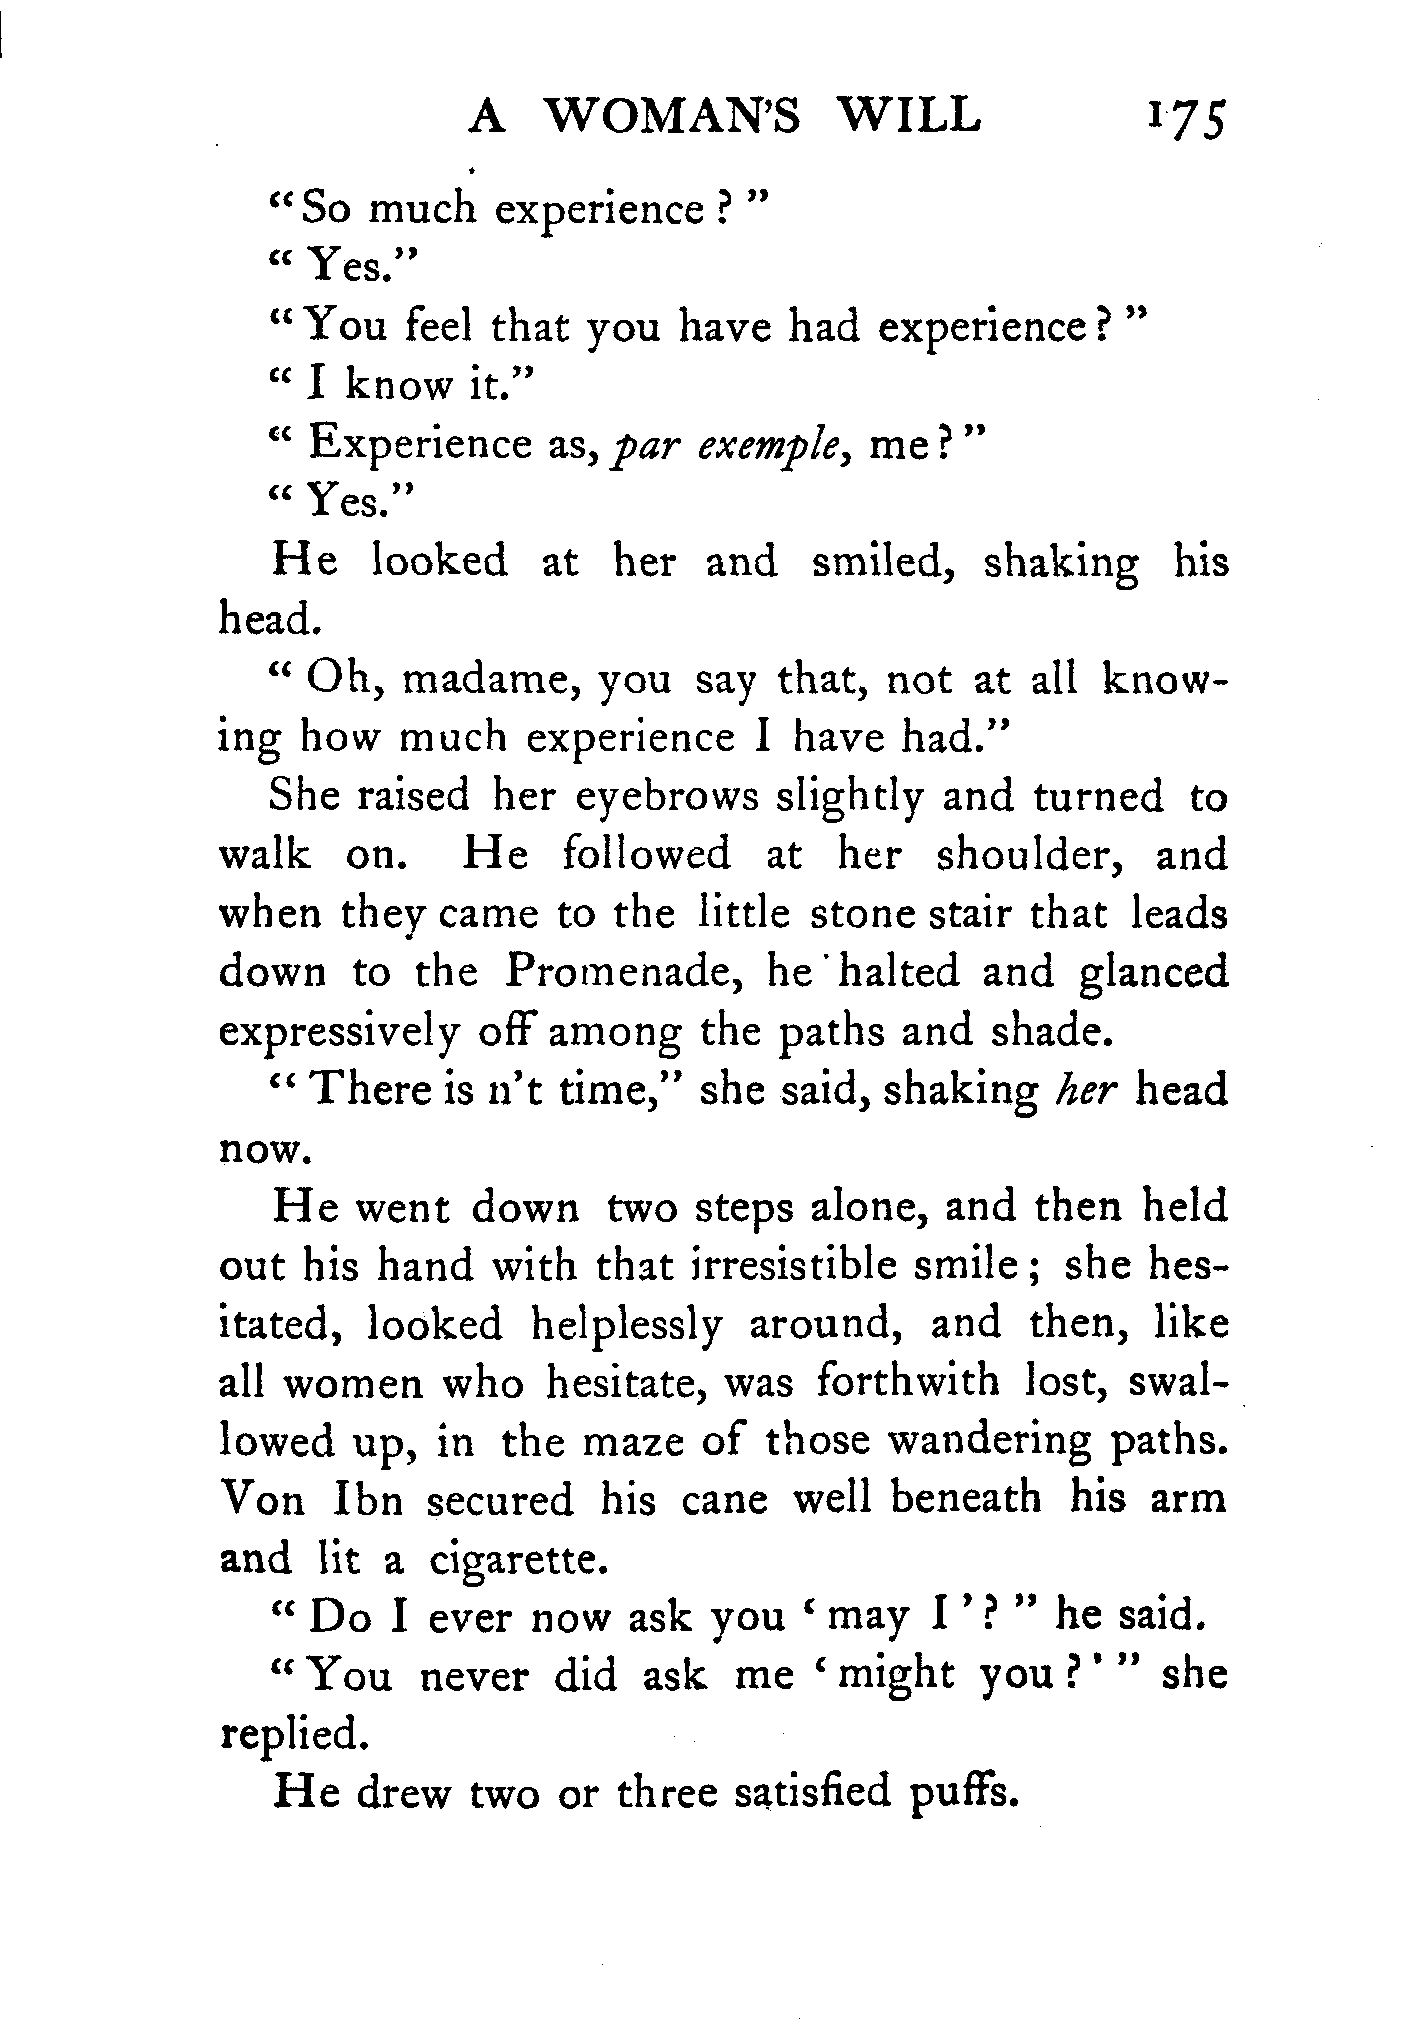 A WOMAN'S WILL 175
“So much experience?”
“Yes.”
“You feel that you have had experience?”
“I know it.”
“Experience as, par exemple, me?”
“Yes.”
He looked at her and smiled, shaking his
head.
“Oh, madame, you say that, not at all know-
ing how much experience I have had.”
She raised her eyebrows slightly and turned to
walk on. He followed at her shoulder, and
when they came to the little stone stair that leads
down to the Promenade, he halted and glanced
expressively off among the paths and shade.
“There is n't time,” she said, shaking her head
now.
He went down two steps alone, and then held
out his hand with that irresistible smile; she hes-
itated, looked helplessly around, and then, like
all women who hesitate, was forthwith lost, swal-
lowed up, in the maze of those wandering paths.
Von Ibn secured his cane well beneath his arm
and lit a cigarette.
“Do I ever now ask you ‘may I’?” he said.
“You never did ask me ‘might you?’” she
replied.
He drew two or three satisfied puffs.